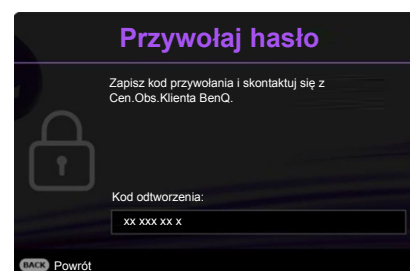 Przywołaj hasło
Zapisz kod przywołania i skontaktuj się z
Cen.Obs.Klienta BenQ.
Kod odtworzenia:
xx xxx xx x
BACK Powrót